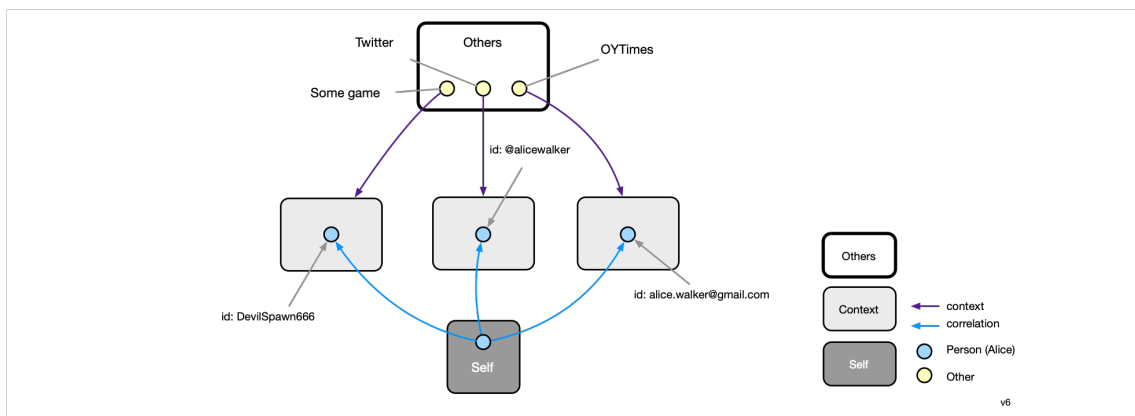 Twitter
Others
OYTimes
Some game
id: @alicewalker
id: DevilSpawn666
id: alice.walker@gmail.com
Self
Others
Context
context
correlation
Self
Person (Alice)
Other
v6